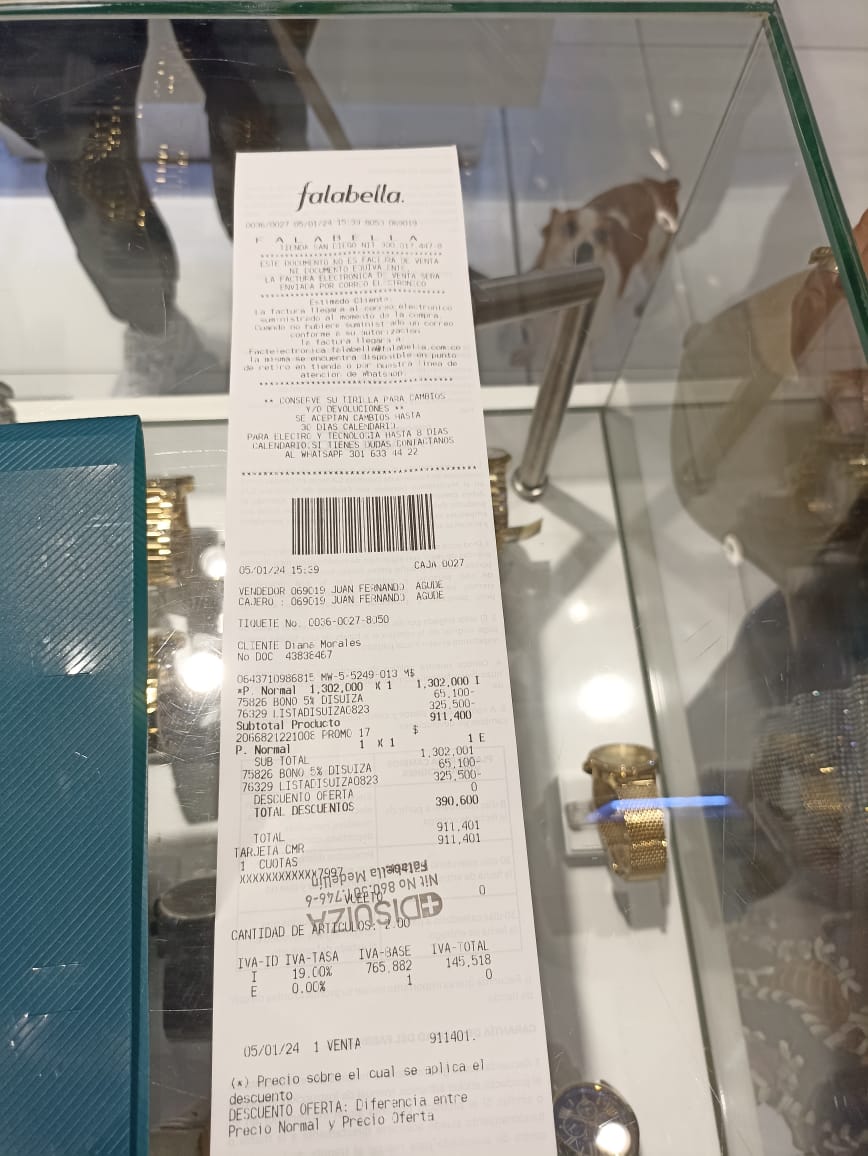 falabella.
0036/0027 05/01/24 15:39 8053 069019
F A L A B E L L A
TIENDA SAN DIEGO NIT 900.017.447-8
ESTE DOCUMENTO NO ES FACTURA DE VENTA
NI DOCUMENTO EQUIVALENTE
LA FACTURA ELECTRONICA DE VENTA SERA
ENVIADA POR CORREO ELECTRONICO
Estimado Cliente:
la factura llegara al correo electronico
suministrado al momento de la compra.
Cuando no hubiere suministrado un correo
conforme a su autorizacion
la factura llegara a
Factelectronica.falabella@falabella.com.co
la misma se encuentra disponible en punto
de retiro en tienda o por nuestra linea de
atencion de Whatsapp.
** CONSERVE SU TIRILLA PARA CAMBIOS
Y/O DEVOLUCIONES **
SE ACEPTAN CAMBIOS HASTA
30 DIAS CALENDARIO.
PARA ELECTRO Y TECNOLOGIA HASTA 8 DIAS
CALENDARIO.SI TIENES DUDAS CONTACTANOS
AL WHATSAPP 301 633 44 22
05/01/24 15:39 CAJA 0027
VENDEDOR 069019 JUAN FERNANDO AGUDE
CAJERO : 069019 JUAN FERNANDO AGUDE
TIQUETE No. 0036-0027-8050
CLIENTE Diana Morales
No DOC 43838467
0643710986815 MW-5-5249 013 M$
*P. Normal 1,302,000 X 1 1,302,000 I
75826 BONO 5% DISUIZA 65,100-
76329 LISTADISUIZA0823 325,500-
Subtotal Producto 911,400
2066821221008 PROMO 17 $
P. Normal 1 X 1 1 E
SUB TOTAL 1,302,001
75826 BONO 5% DISUIZA 65,100-
76329 LISTADISUIZA0823 325,500-
DESCUENTO OFERTA 0
TOTAL DESCUENTOS 390,600
TOTAL 911,401
TARJETA CMR 911,401
1 CUOTAS
XXXXXXXXXXXX7997
VUELTO 0
DISUIZA
Nit No 860.501.746-6
Falabella Medellín
CANTIDAD DE ARTICULOS: 2.00
IVA-ID IVA-TASA IVA-BASE IVA-TOTAL
I 19.00% 765,882 145,518
E 0.00% 1 0
05/01/24 1 VENTA 911401.
(*) Precio sobre el cual se aplica el
descuento
DESCUENTO OFERTA: Diferencia entre
Precio Normal y Precio Oferta